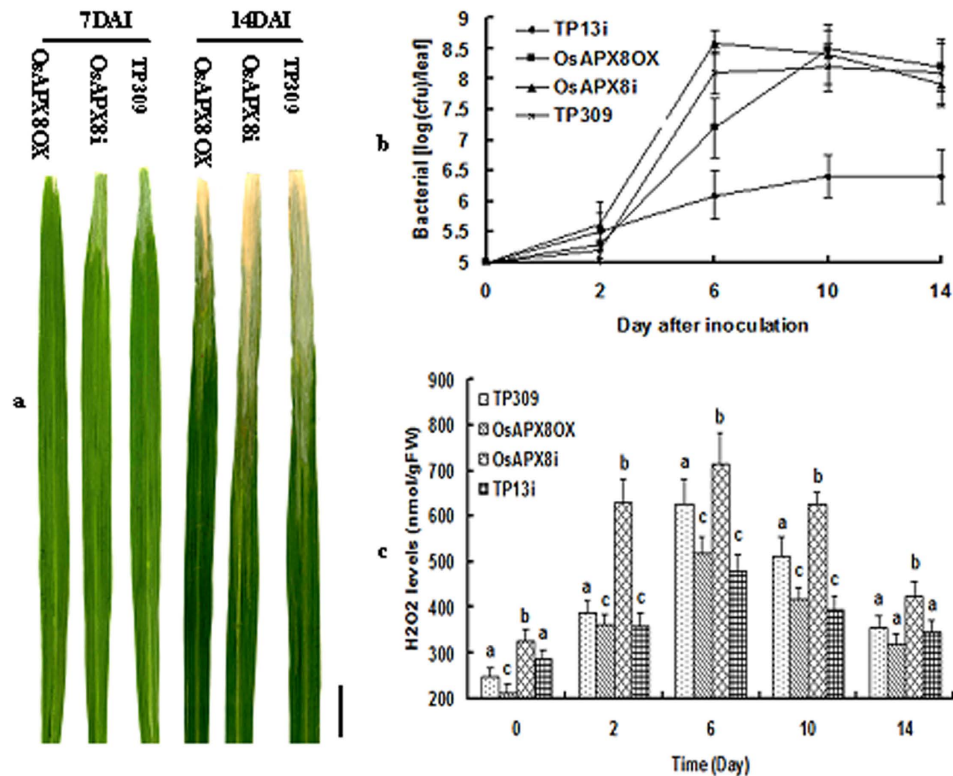 7DAI
14DAI
OsAPX8OX
OsAPX8i
TP309
OsAPX8OX
OsAPX8i
TP309
a
TP13i
OsAPX8OX
OsAPX8i
TP309
b
Bacterial [log(cfu)/leaf]
9
8.5
8
7.5
7
6.5
6
5.5
5
0
2
6
10
14
Day after inoculation
c
H2O2 levels (nmol/gFW)
900
800
700
600
500
400
300
200
TP309
OsAPX8OX
OsAPX8i
TP13i
a c b a
a c b c
a c b c
a c b c
a a b a
0
2
6
10
14
Time (Day)